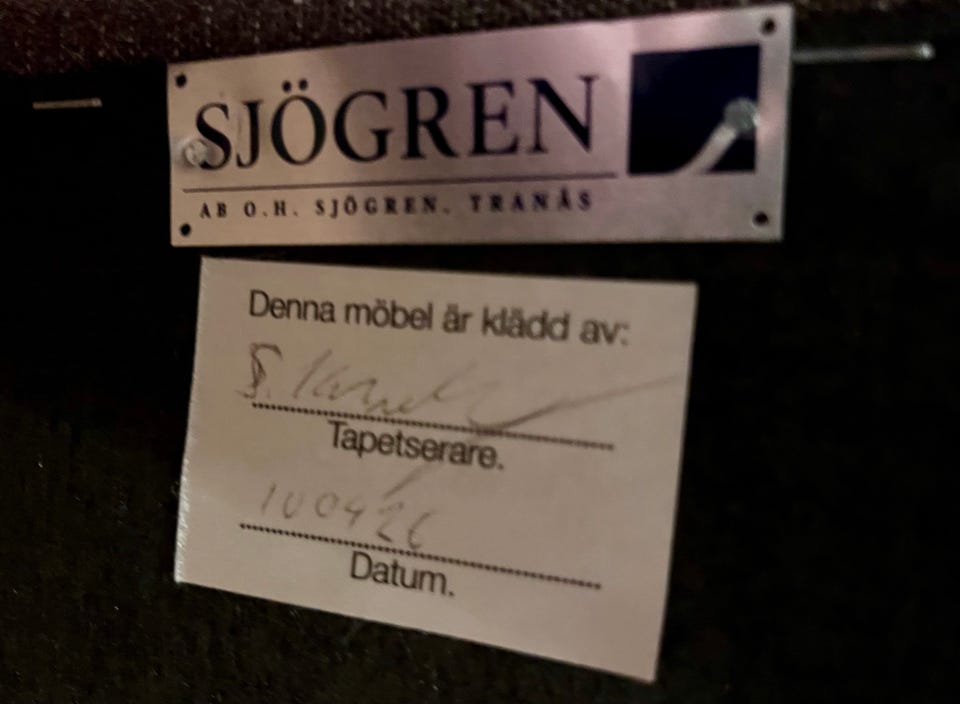 SJÖGREN
AB O.H. SJÖGREN. TRANÅS
Denna möbel är klädd av:
Tapetserare.
100426
Datum.